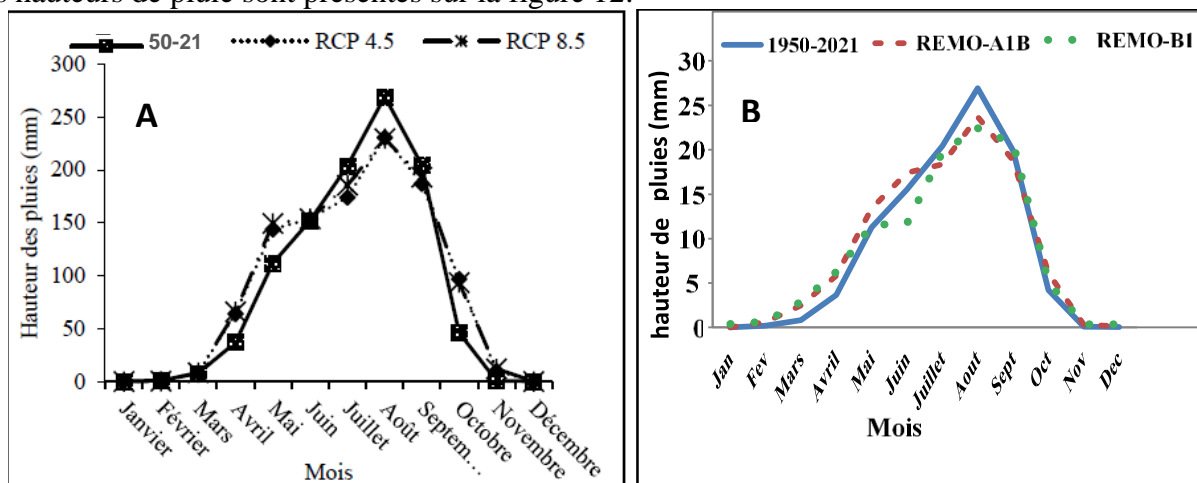 hauteurs de pluie sont présentés sur la figure 12.
50-21 RCP 4.5 RCP 8.5
A
Hauteur des pluies (mm)
300
250
200
150
100
50
0
Janvier Février Mars Avril Mai Juin Juillet Août Septem… Octobre Novembre Décembre
Mois
1950-2021 REMO-A1B REMO-B1
B
hauteur de pluies (mm)
30
25
20
15
10
5
0
Jan Fev Mars Avril Mai Juin Juillet Aout Sept Oct Nov Dec
Mois